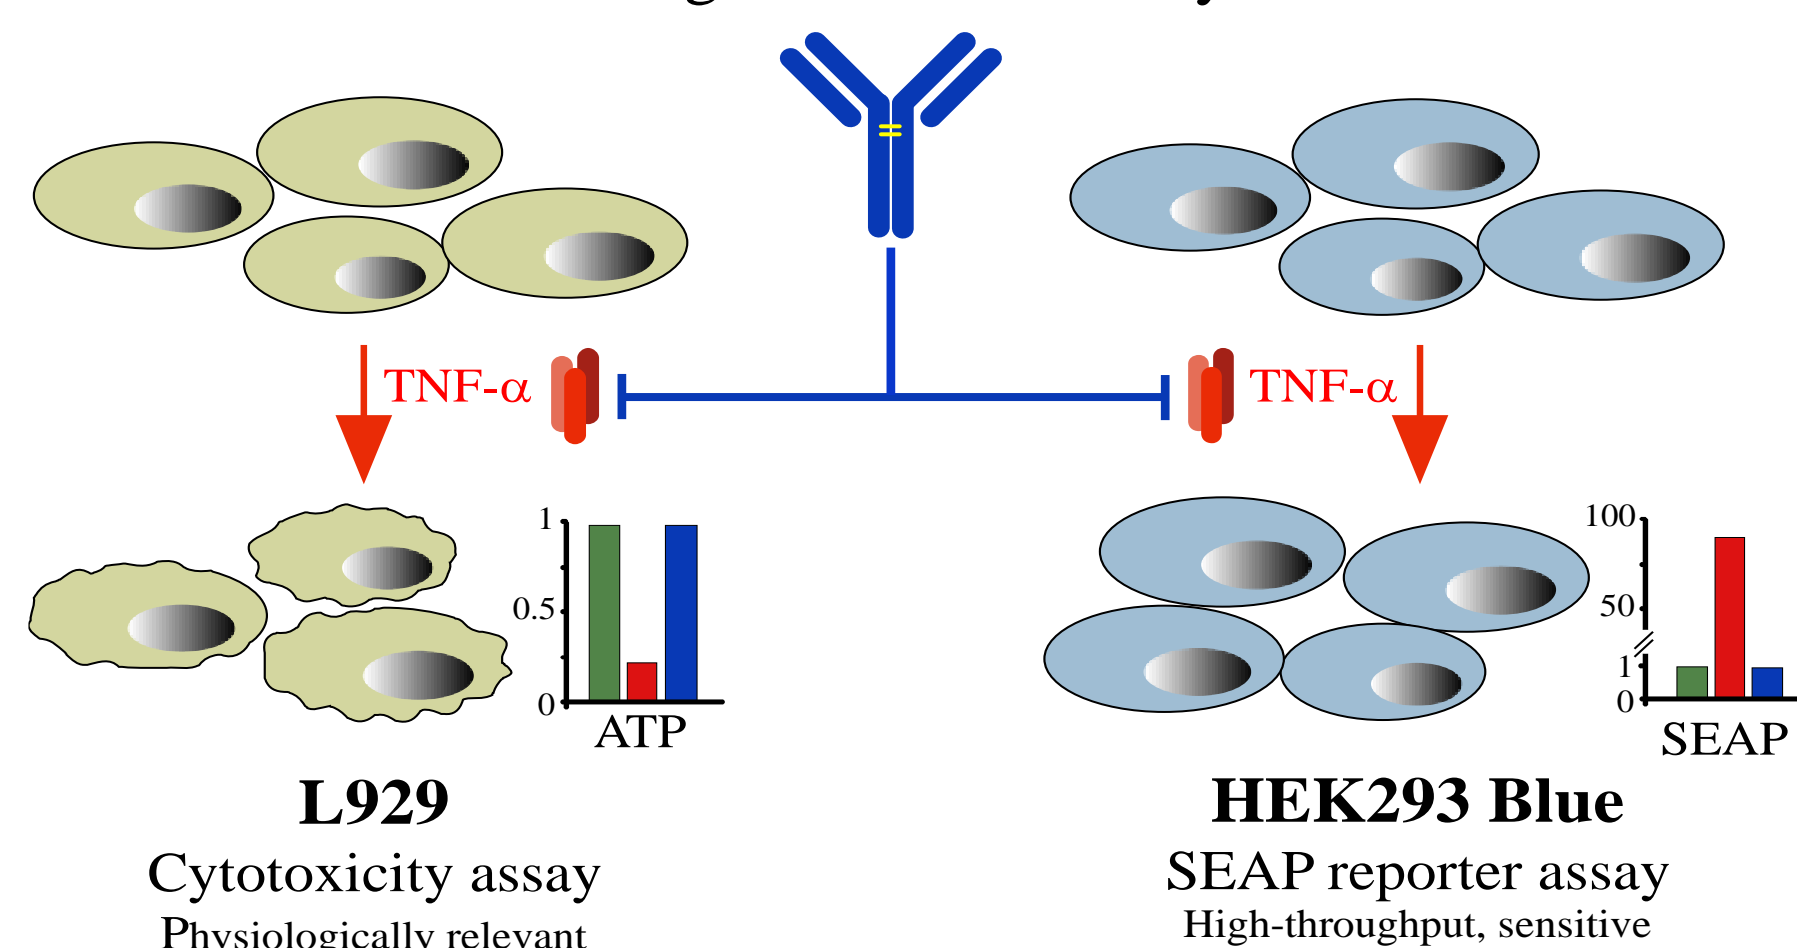 TNF-α
TNF-α
1
0.5
0
ATP
100
50
1
0
SEAP
L929
Cytotoxicity assay
Physiologically relevant
HEK293 Blue
SEAP reporter assay
High-throughput, sensitive